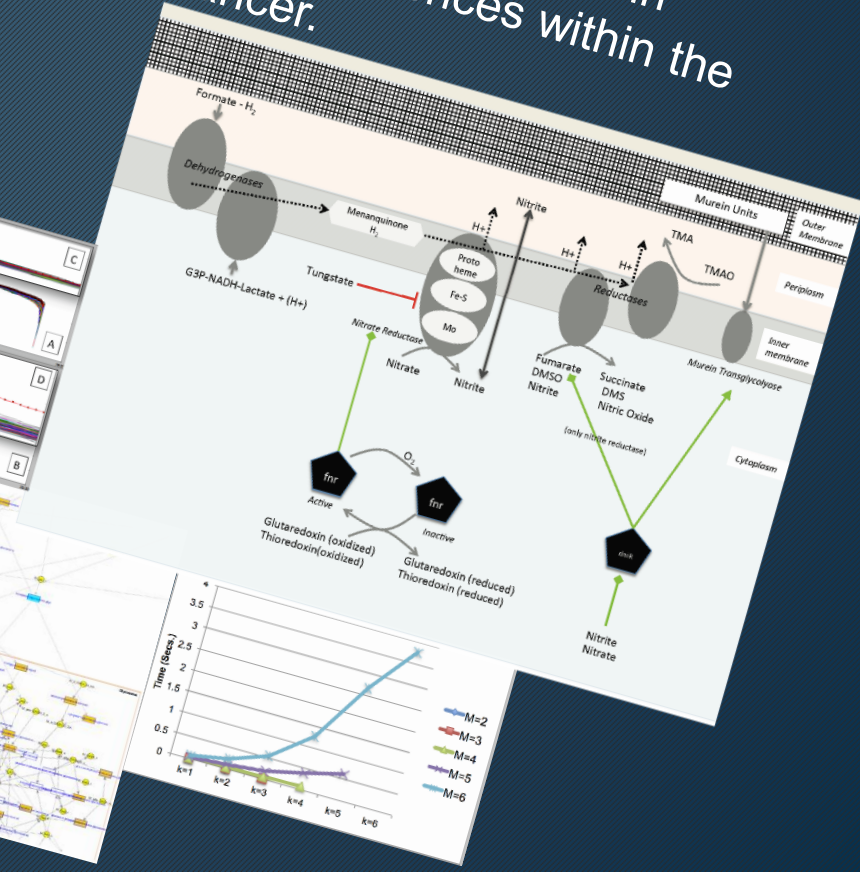 in
ences within the
ncer.
Formate - H2
Dehydrogenases
G3P-NADH-Lactate + (H+)
Menanquinone
H2
Tungstate
Nitrate Reductase
Proto
heme
Fe-S
Mo
H+
Nitrite
Nitrate
Nitrite
H+
H+
Reductases
TMA
TMAO
Murein Units
Outer
Membrane
Periplasm
Inner
membrane
Murein Transglycolyase
Fumarate
DMSO
Nitrite
Succinate
DMS
Nitric Oxide
(only nitrite reductase)
Cytoplasm
fnr
Active
O2
fnr
Inactive
Glutaredoxin (oxidized)
Thioredoxin(oxidized)
Glutaredoxin (reduced)
Thioredoxin (reduced)
Nitrite
Nitrate
C
A
D
B
Time (Secs.)
4
3.5
3
2.5
2
1.5
1
0.5
0
k=1
k=2
k=3
k=4
k=5
k=6
M=2
M=3
M=4
M=5
M=6